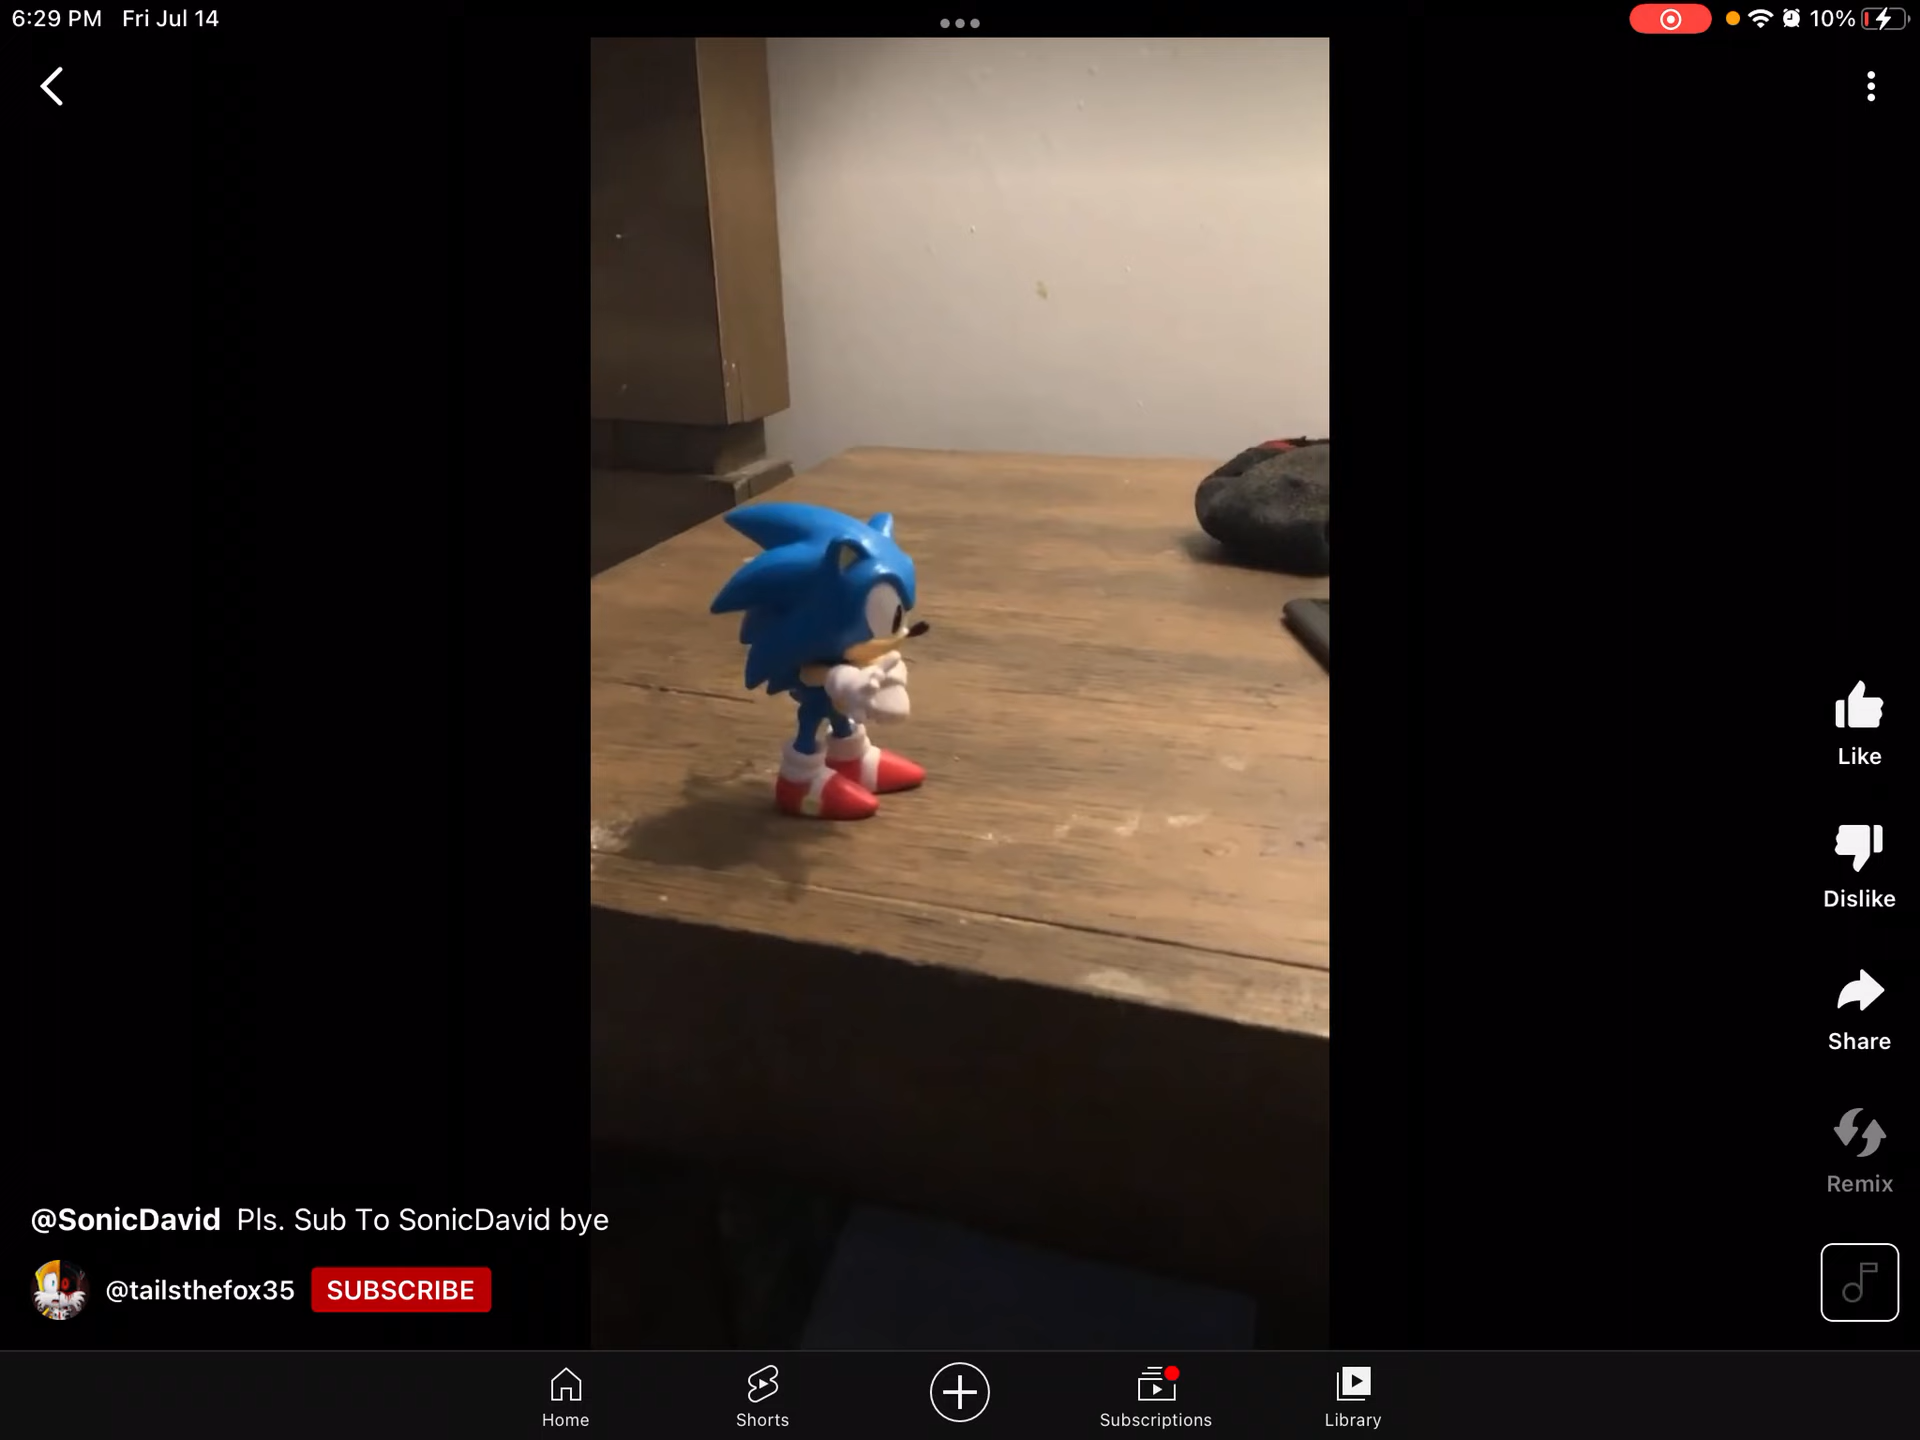 6:29 PM Fri Jul 14
10%
Like
Dislike
Share
Remix
@SonicDavid Pls. Sub To SonicDavid bye
@tailsthefox35 SUBSCRIBE
Home Shorts Subscriptions Library